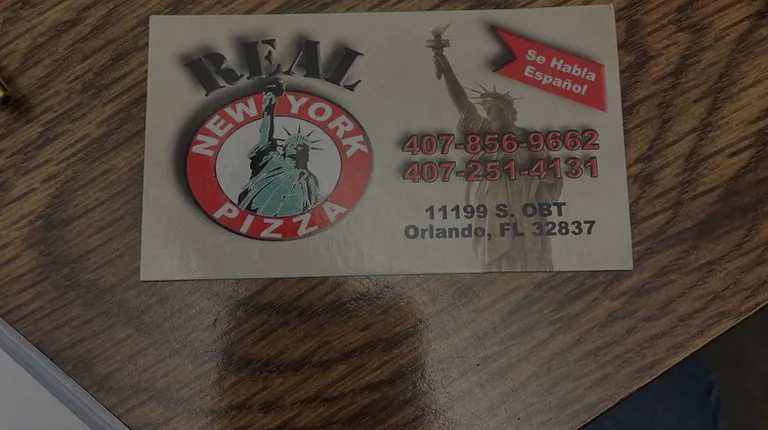 REAL
NEW YORK
PIZZA
Se Habla
Español
407-856-9662
407-251-4131
11199 S. OBT
Orlando, FL 32837